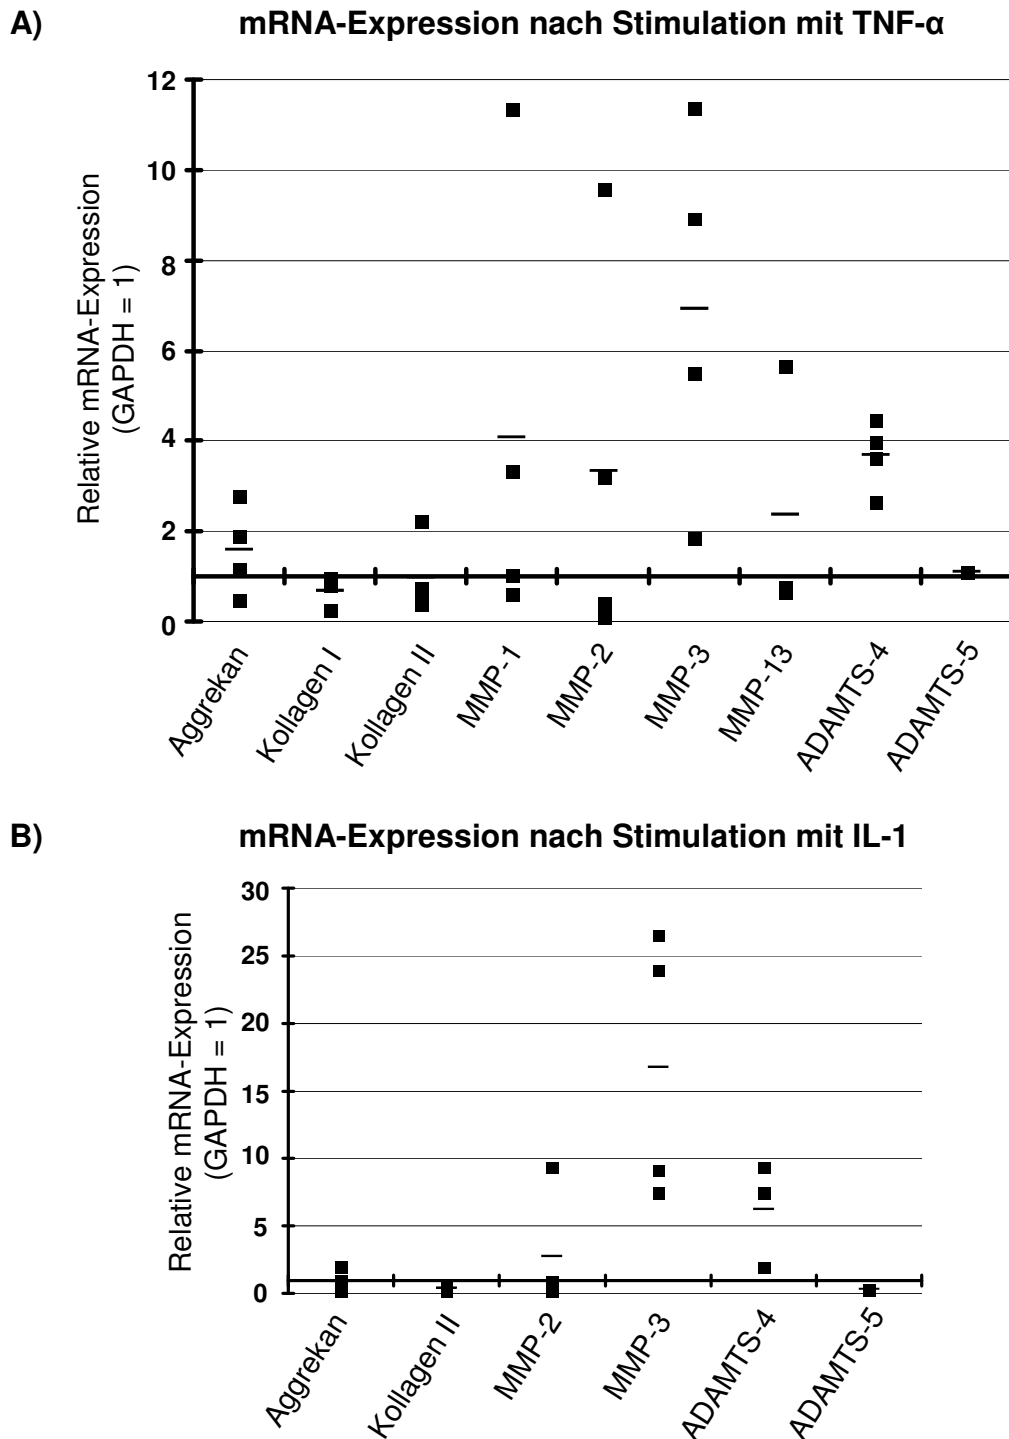 A)
mRNA-Expression nach Stimulation mit TNF-α
Relative mRNA-Expression
(GAPDH = 1)
12
10
8
6
4
2
0
Aggrekan
Kollagen I
Kollagen II
MMP-1
MMP-2
MMP-3
MMP-13
ADAMTS-4
ADAMTS-5
B)
mRNA-Expression nach Stimulation mit IL-1
Relative mRNA-Expression
(GAPDH = 1)
30
25
20
15
10
5
0
Aggrekan
Kollagen II
MMP-2
MMP-3
ADAMTS-4
ADAMTS-5